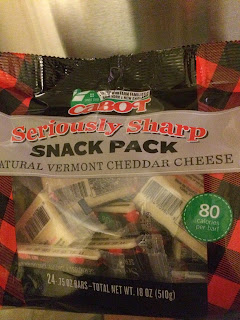 CABOT
Seriously Sharp
SNACK PACK
NATURAL VERMONT CHEDDAR CHEESE
80
calories
per bar!
24-.75 OZ BARS-TOTAL NET WT. 18 OZ (510g)